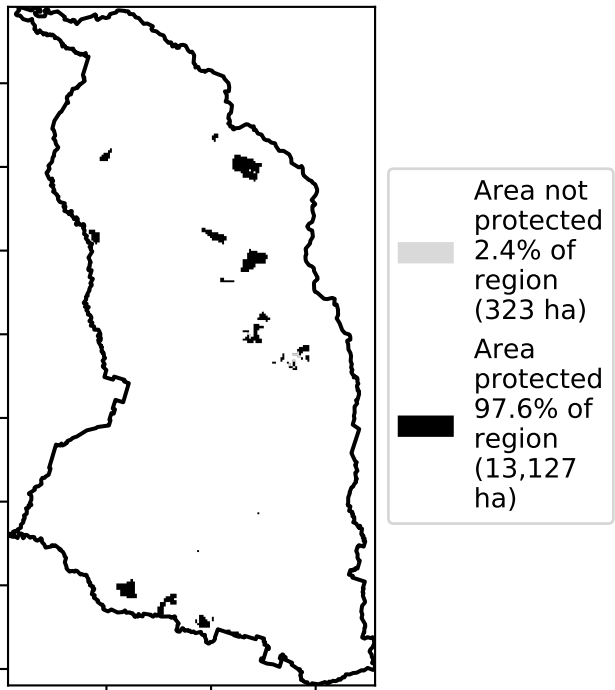 Area not
protected
2.4% of
region
(323 ha)
Area
protected
97.6% of
region
(13,127
ha)